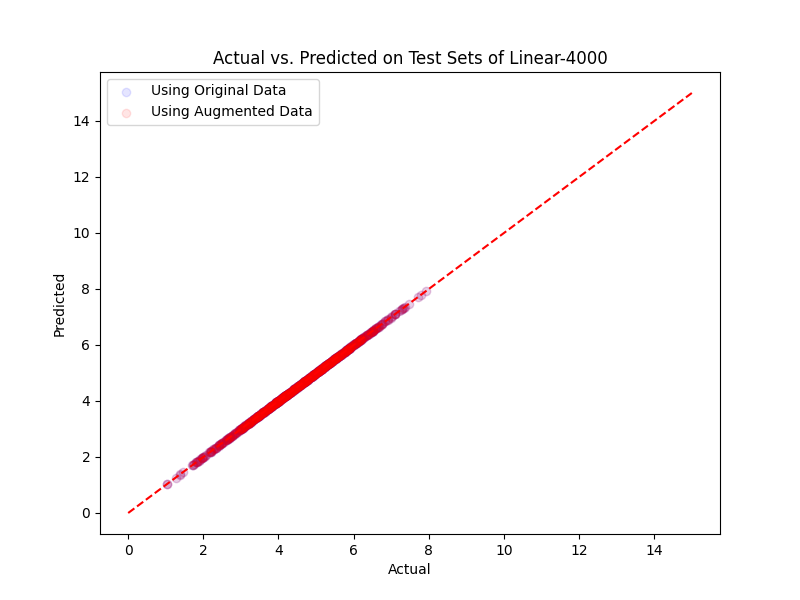 Actual vs. Predicted on Test Sets of Linear-4000
Using Original Data
Using Augmented Data
14
12
10
8
6
4
2
0
Predicted
0 2 4 6 8 10 12 14
Actual